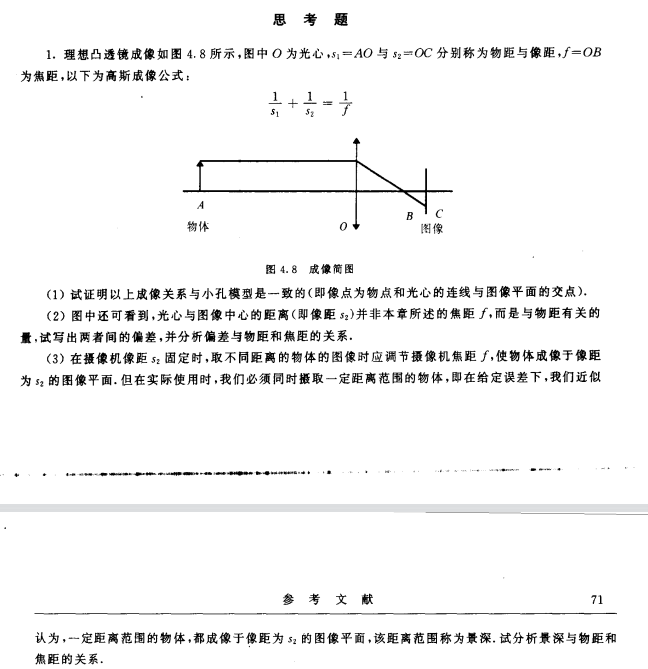 思 考 题
1. 理想凸透镜成像如图 4.8 所示,图中 O 为光心,s₁=AO 与 s₂=OC 分别称为物距与像距,f=OB
为焦距,以下为高斯成像公式:
1/s₁ + 1/s₂ = 1/f
A
B
C
物体
O
图像
图 4.8 成像简图
(1) 试证明以上成像关系与小孔模型是一致的(即像点为物点和光心的连线与图像平面的交点).
(2) 图中还可看到,光心与图像中心的距离(即像距 s₂)并非本章所述的焦距 f,而是与物距有关的
量,试写出两者间的偏差,并分析偏差与物距和焦距的关系.
(3) 在摄像机像距 s₂ 固定时,取不同距离的物体的图像时应调节摄像机焦距 f,使物体成像于像距
为 s₂ 的图像平面.但在实际使用时,我们必须同时摄取一定距离范围的物体,即在给定误差下,我们近似
参 考 文 献 71
认为,一定距离范围的物体,都成像于像距为 s₂ 的图像平面,该距离范围称为景深.试分析景深与物距和
焦距的关系.